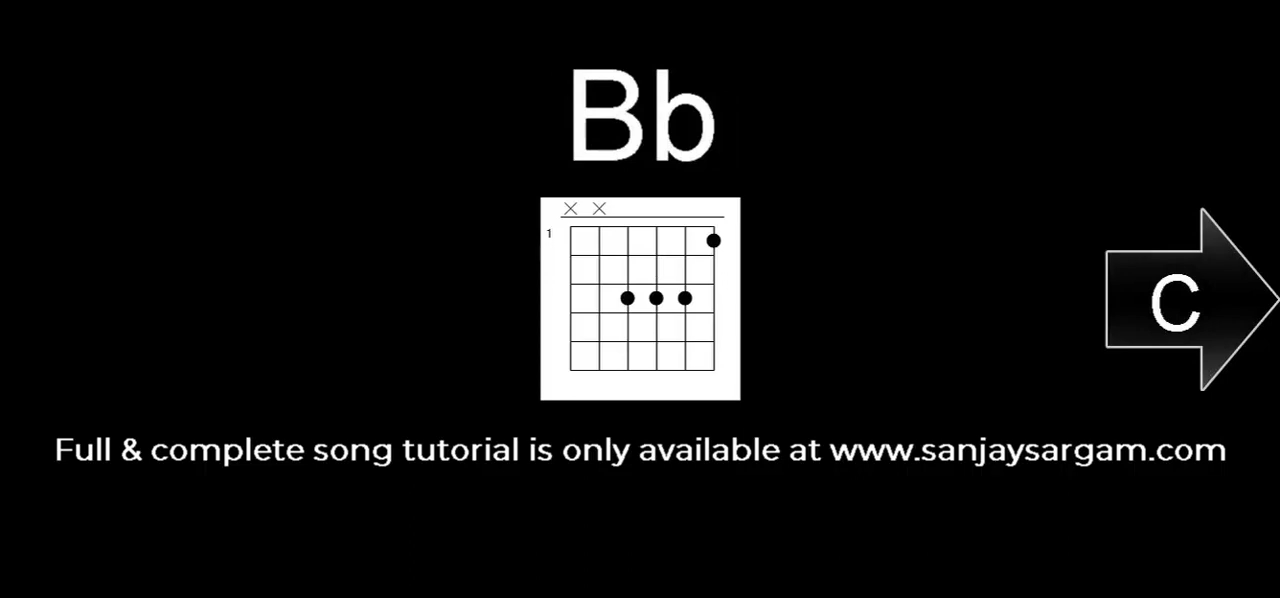 Bb
X X
1
C
Full & complete song tutorial is only available at www.sanjaysargam.com